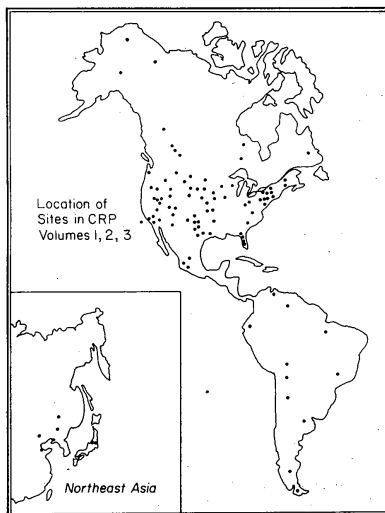 Location of
Sites in CRP
Volumes 1, 2, 3
Northeast Asia